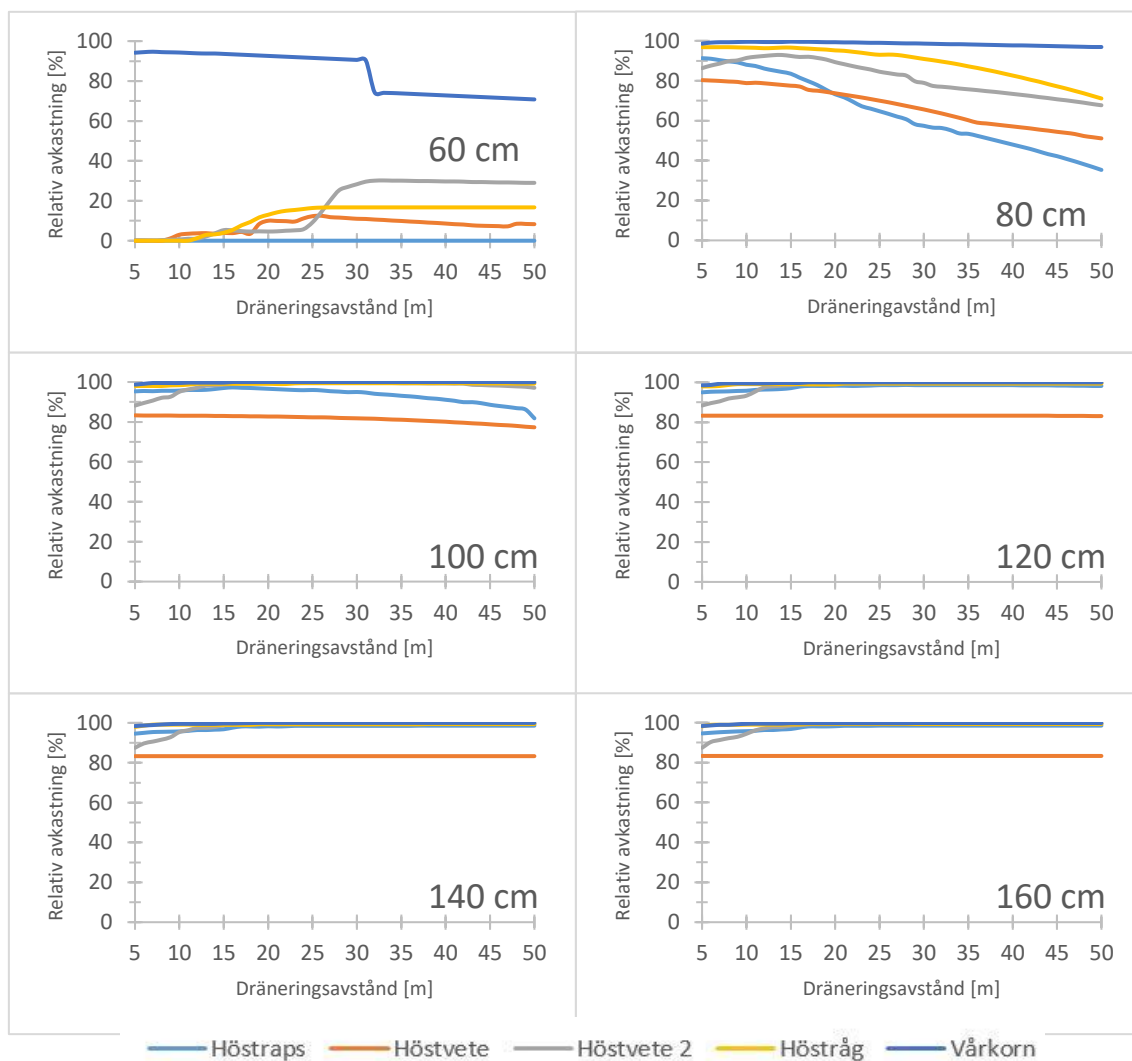 100
80
60
40
20
0
Relativ avkastning [%]
60 cm
5 10 15 20 25 30 35 40 45 50
Dräneringsavstånd [m]
100
80
60
40
20
0
Relativ avkastning [%]
80 cm
5 10 15 20 25 30 35 40 45 50
Dräneringavstånd [m]
100
80
60
40
20
0
Relativ avkastning [%]
100 cm
5 10 15 20 25 30 35 40 45 50
Dräneringsavstånd [m]
100
80
60
40
20
0
Relativ avkastning [%]
120 cm
5 10 15 20 25 30 35 40 45 50
Dräneringsavstånd [m]
100
80
60
40
20
0
Relativ avkastning [%]
140 cm
5 10 15 20 25 30 35 40 45 50
Dräneringsavstånd [m]
100
80
60
40
20
0
Relativ avkastning [%]
160 cm
5 10 15 20 25 30 35 40 45 50
Dräneringsavstånd [m]
Höstraps Höstvete Höstvete 2 Höstråg Vårkorn